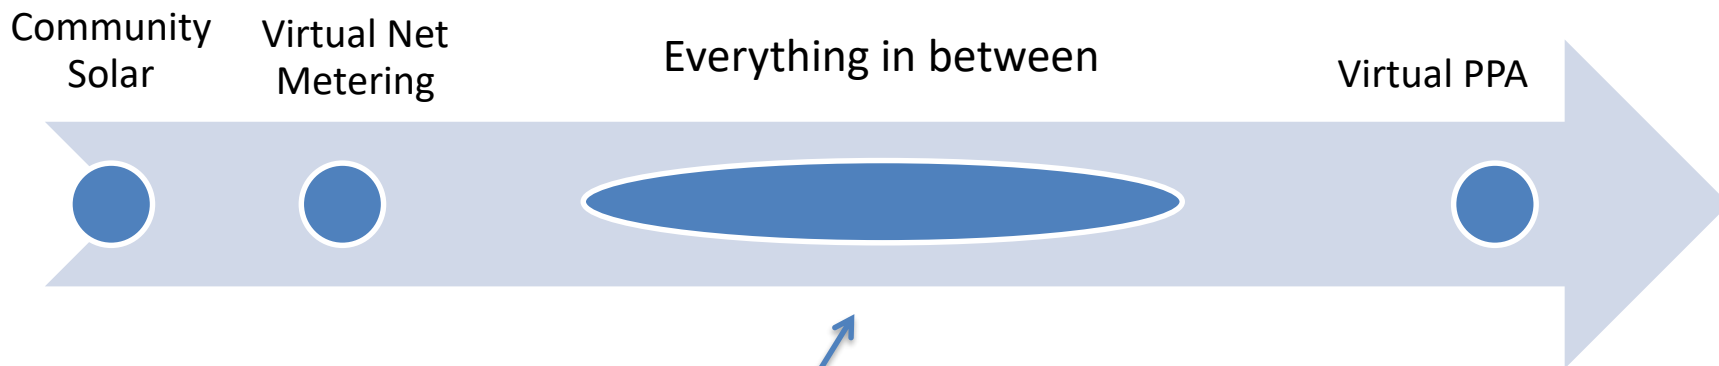 Community
Solar
Virtual Net
Metering
Everything in between
Virtual PPA